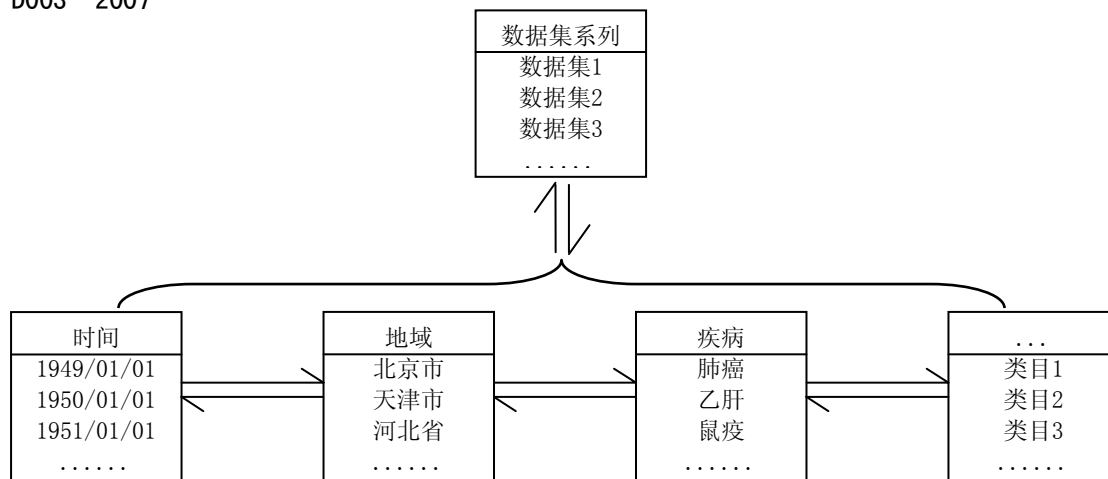 D003—2007
数据集系列
数据集1
数据集2
数据集3
......
时间
1949/01/01
1950/01/01
1951/01/01
......
地域
北京市
天津市
河北省
......
疾病
肺癌
乙肝
鼠疫
......
...
类目1
类目2
类目3
......